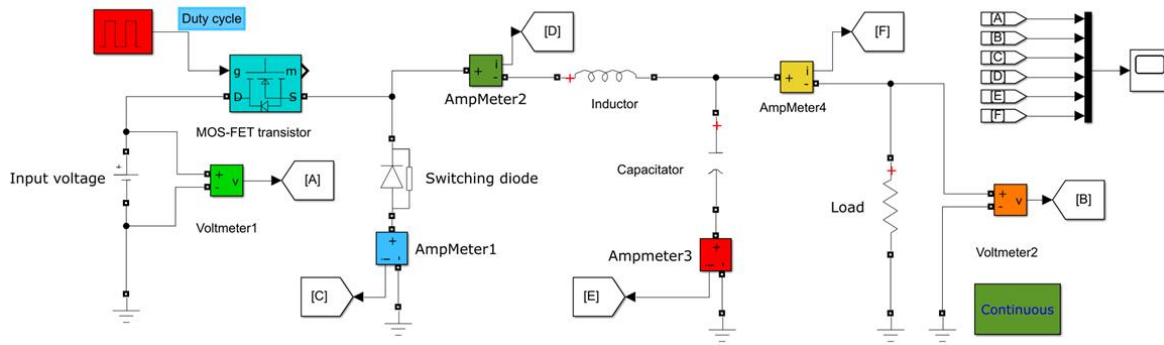 Duty cycle
[D]
[F]
[A]
[B]
[C]
[D]
[E]
[F]
g
m
D
S
+
i
-
+
+
i
-
AmpMeter2
Inductor
AmpMeter4
MOS-FET transistor
+
+
Capacitator
Input voltage
+
+
-
v
[A]
Switching diode
Load
+
+
-
v
[B]
Voltmeter1
+
-
i
AmpMeter1
Ampmeter3
+
-
i
Voltmeter2
[C]
[E]
Continuous